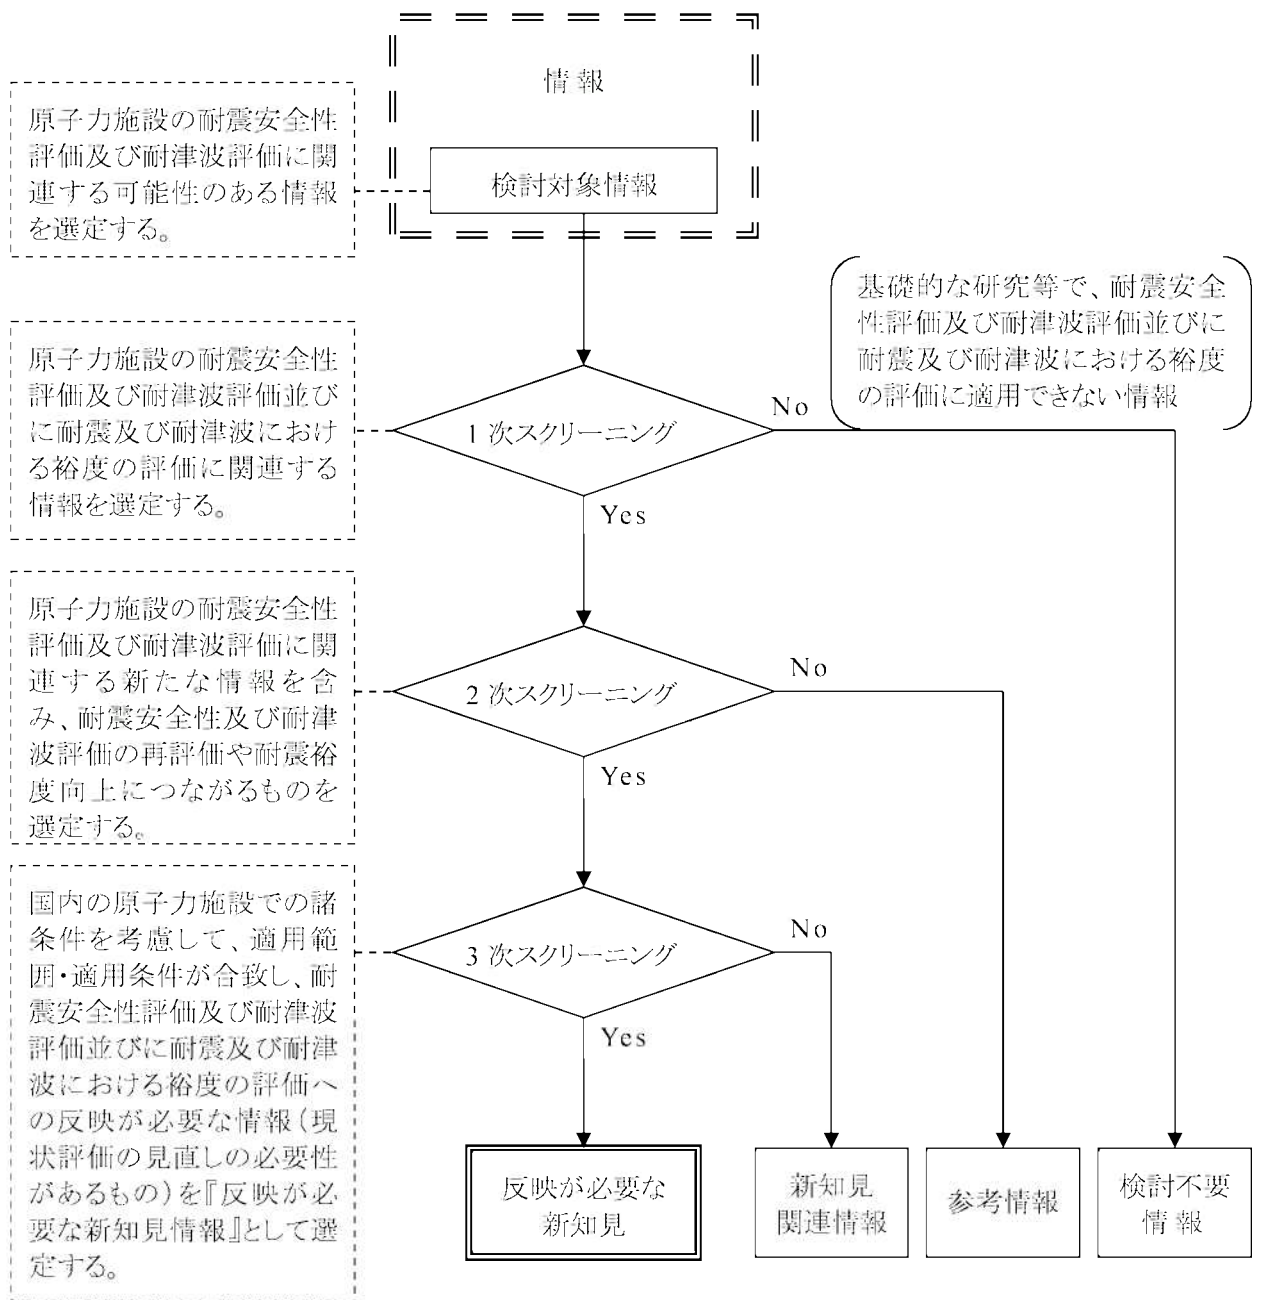 情報
原子力施設の耐震安全性
評価及び耐津波評価に関
連する可能性のある情報
を選定する。
検討対象情報
基礎的な研究等で、耐震安全
性評価及び耐津波評価並びに
耐震及び耐津波における裕度
の評価に適用できない情報
原子力施設の耐震安全性
評価及び耐津波評価並び
に耐震及び耐津波におけ
る裕度の評価に関連する
情報を選定する。
1次スクリーニング
No
Yes
原子力施設の耐震安全性
評価及び耐津波評価に関
連する新たな情報を含
み、耐震安全性及び耐津
波評価の再評価や耐震裕
度向上につながるものを
選定する。
2次スクリーニング
No
Yes
国内の原子力施設での諸
条件を考慮して、適用範
囲・適用条件が合致し、耐
震安全性評価及び耐津波
評価並びに耐震及び耐津
波における裕度の評価へ
の反映が必要な情報(現
状評価の見直しの必要性
があるもの)を『反映が必
要な新知見情報』として選
定する。
3次スクリーニング
No
Yes
反映が必要な
新知見
新知見
関連情報
参考情報
検討不要
情報